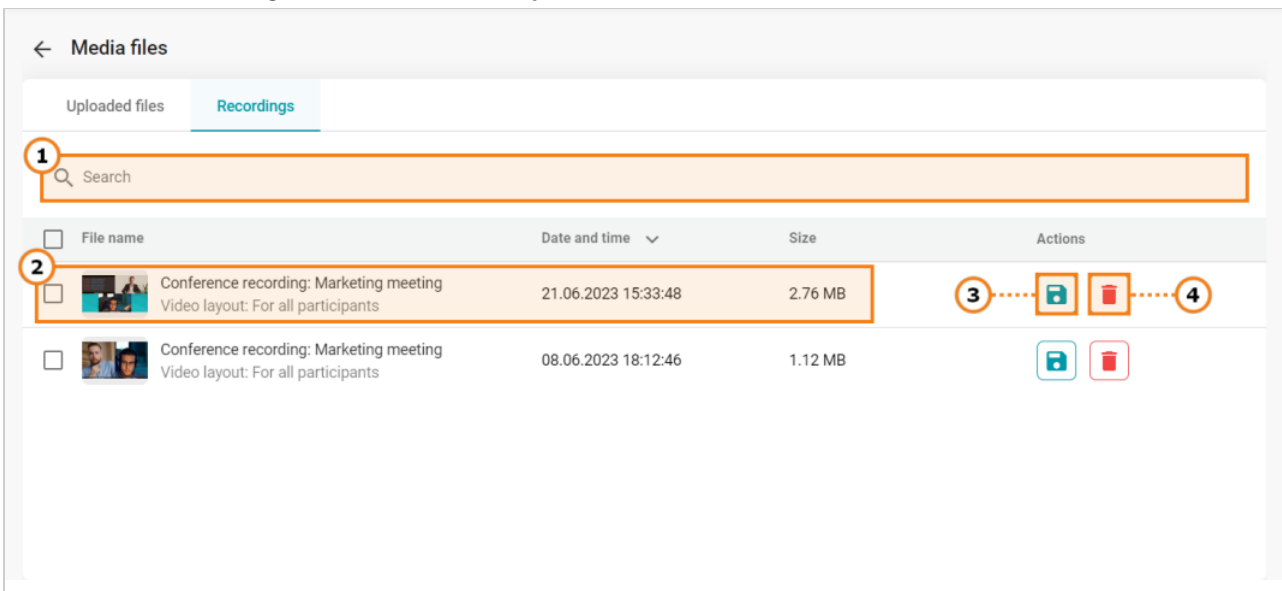 Media files
Uploaded files Recordings
1
Search
File name Date and time Size Actions
2
Conference recording: Marketing meeting
Video layout: For all participants
21.06.2023 15:33:48 2.76 MB
3 4
Conference recording: Marketing meeting
Video layout: For all participants
08.06.2023 18:12:46 1.12 MB